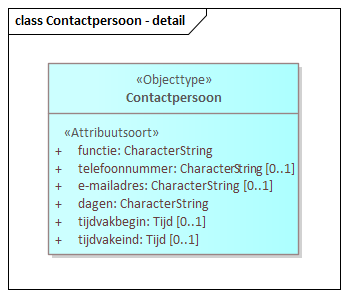 class Contactpersoon - detail
«Objecttype»
Contactpersoon
«Attribuutsoort»
+ functie: CharacterString
+ telefoonnummer: CharacterString [0..1]
+ e-mailadres: CharacterString [0..1]
+ dagen: CharacterString
+ tijdvakbegin: Tijd [0..1]
+ tijdvakeind: Tijd [0..1]